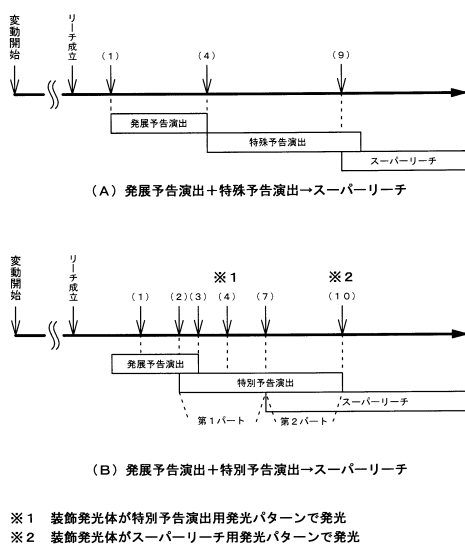 変動開始
リーチ成立
(1)
(4)
(9)
発展予告演出
特殊予告演出
スーパーリーチ
(A) 発展予告演出＋特殊予告演出→スーパーリーチ
変動開始
リーチ成立
※1
※2
(1)
(2)
(3)
(4)
(7)
(10)
発展予告演出
特別予告演出
スーパーリーチ
第1パート
第2パート
(B) 発展予告演出＋特別予告演出→スーパーリーチ
※1 装飾発光体が特別予告演出用発光パターンで発光
※2 装飾発光体がスーパーリーチ用発光パターンで発光